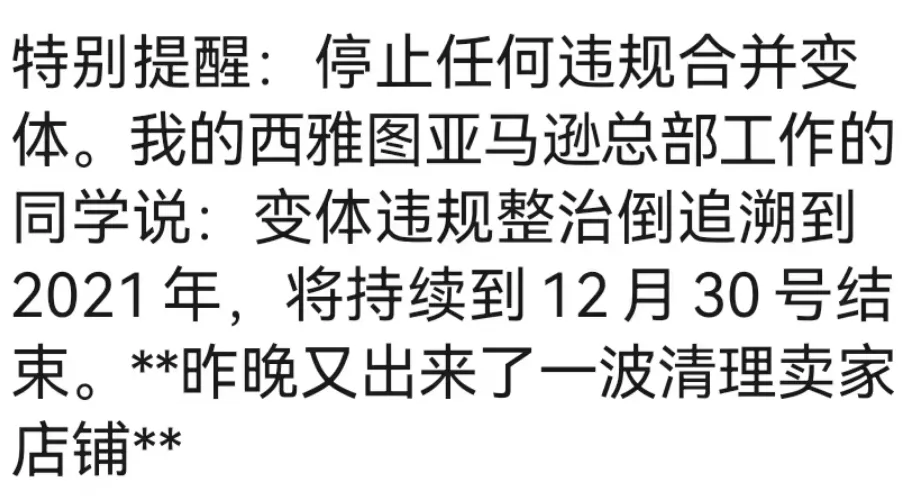 特别提醒：停止任何违规合并变
体。我的西雅图亚马逊总部工作的
同学说：变体违规整治倒追溯到
2021 年，将持续到 12 月 30 号结
束。**昨晚又出来了一波清理卖家
店铺**